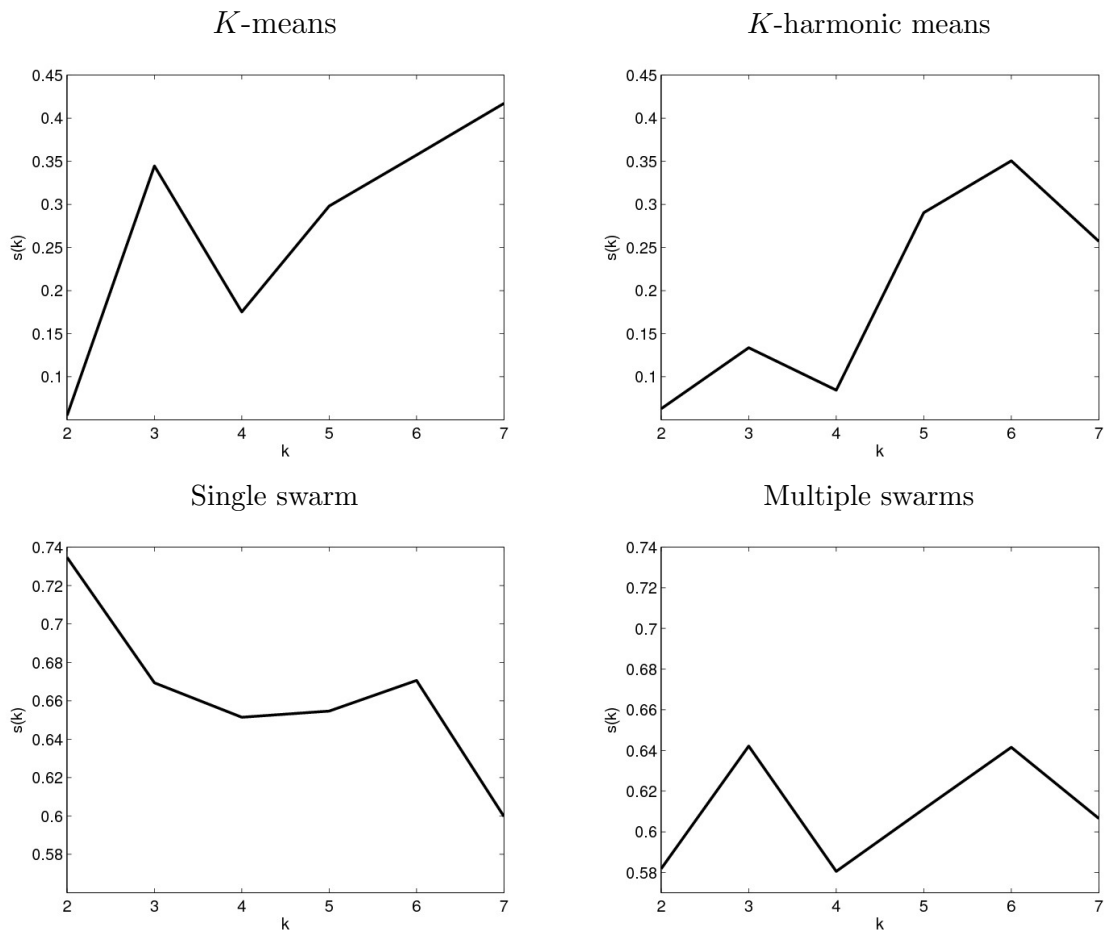 K-means
0.45
0.4
0.35
0.3
0.25
0.2
0.15
0.1
s(k)
2 3 4 5 6 7
k
K-harmonic means
0.45
0.4
0.35
0.3
0.25
0.2
0.15
0.1
s(k)
2 3 4 5 6 7
k
Single swarm
0.74
0.72
0.7
0.68
0.66
0.64
0.62
0.6
0.58
s(k)
2 3 4 5 6 7
k
Multiple swarms
0.74
0.72
0.7
0.68
0.66
0.64
0.62
0.6
0.58
s(k)
2 3 4 5 6 7
k